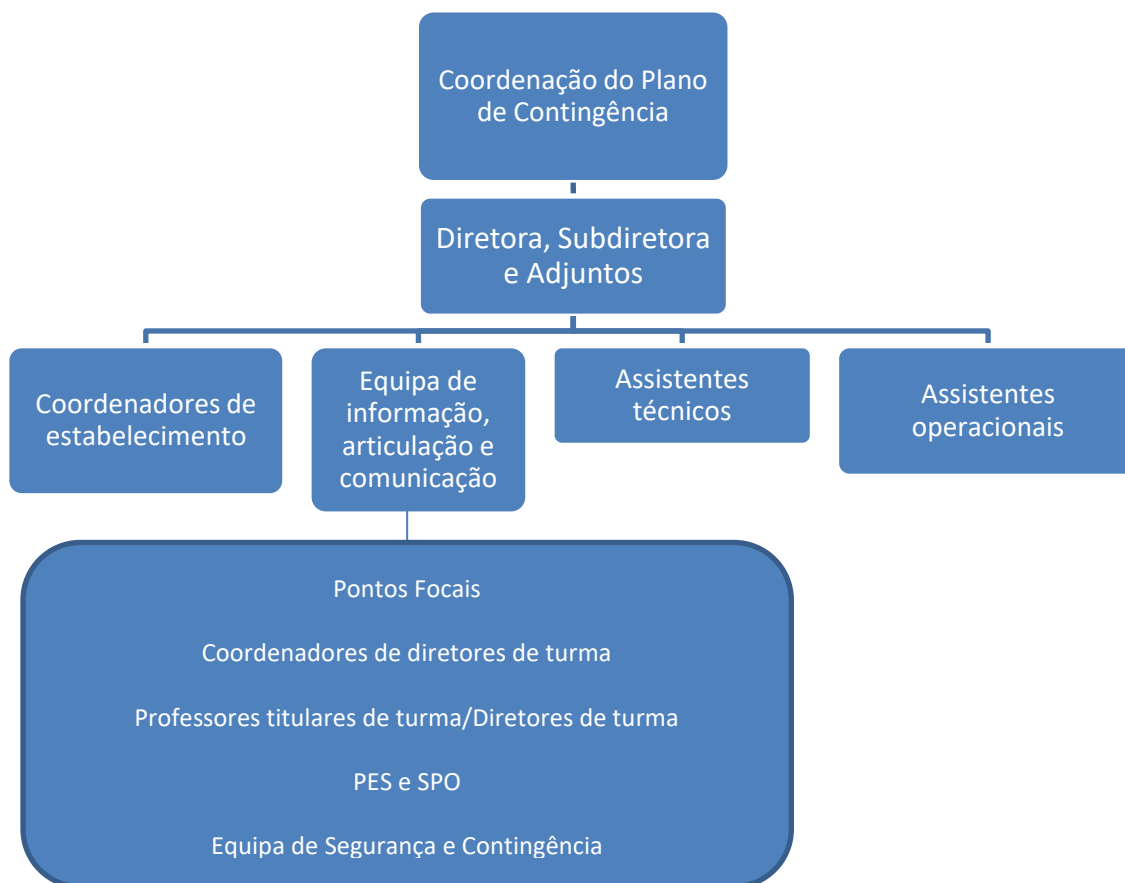 Coordenação do Plano
de Contingência
Diretora, Subdiretora
e Adjuntos
Coordenadores de
estabelecimento
Equipa de
informação,
articulação e
comunicação
Assistentes
técnicos
Assistentes
operacionais
Pontos Focais
Coordenadores de diretores de turma
Professores titulares de turma/Diretores de turma
PES e SPO
Equipa de Segurança e Contingência